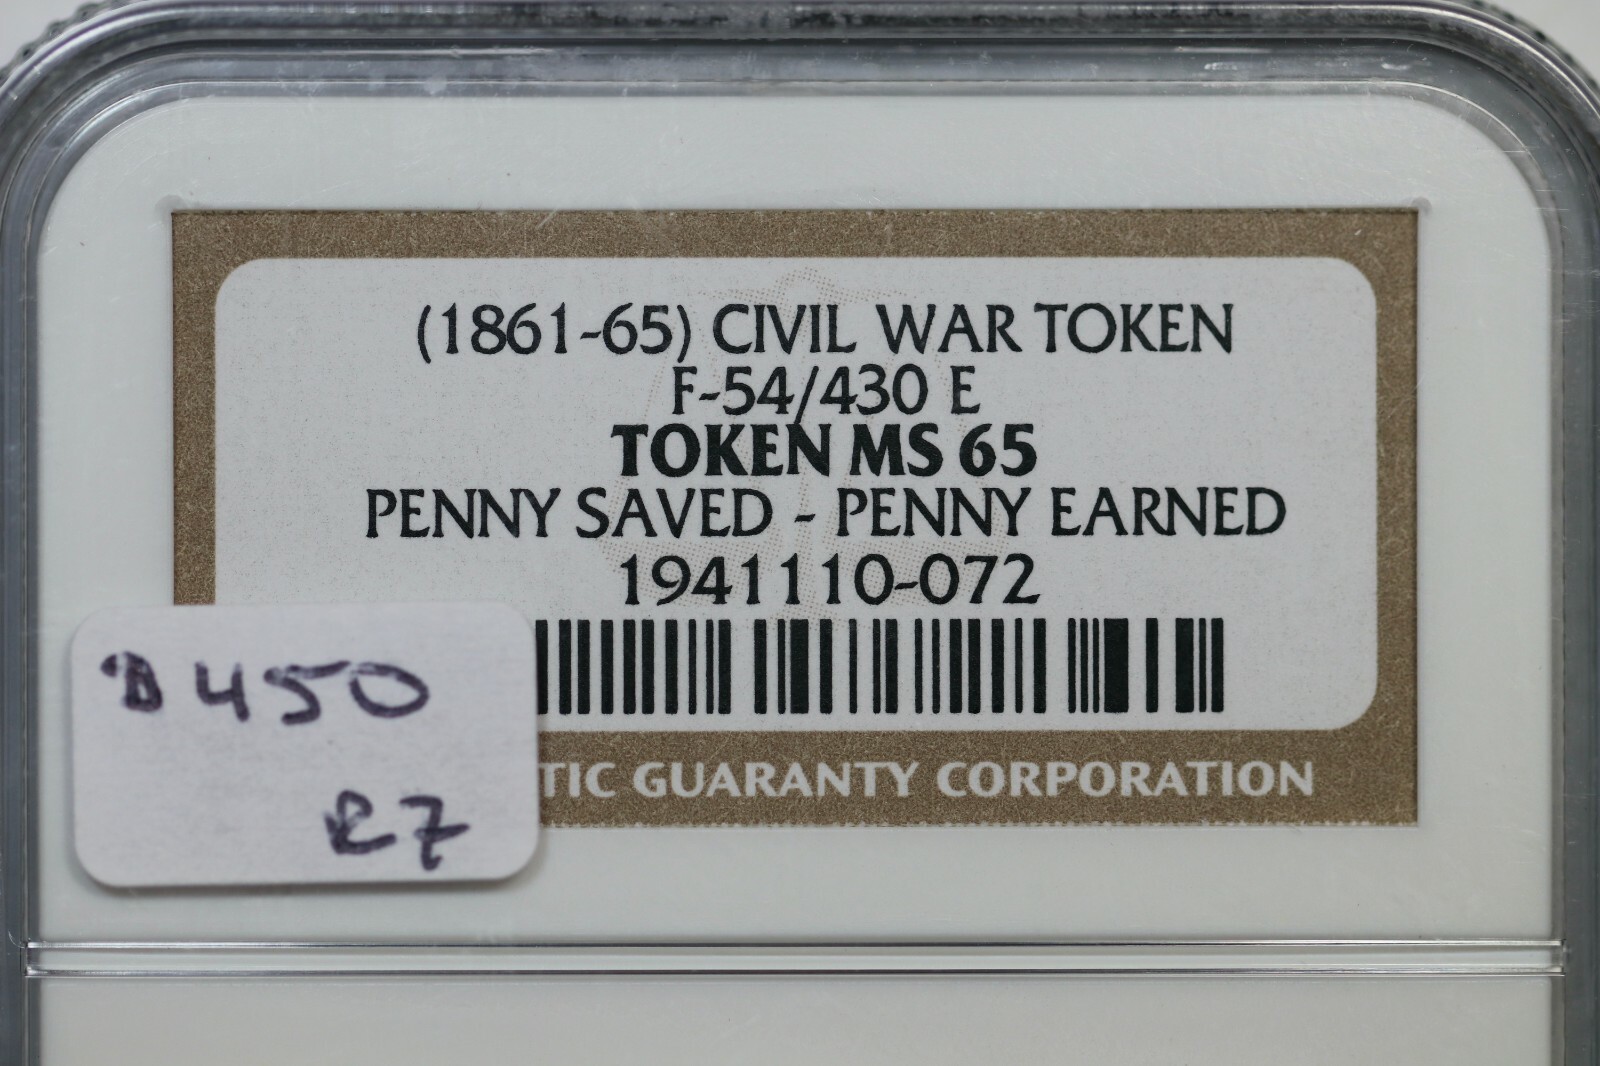 (1861-65) CIVIL WAR TOKEN
F-54/430 E
TOKEN MS 65
PENNY SAVED - PENNY EARNED
1941110-072
450
R7
TIC GUARANTY CORPORATION